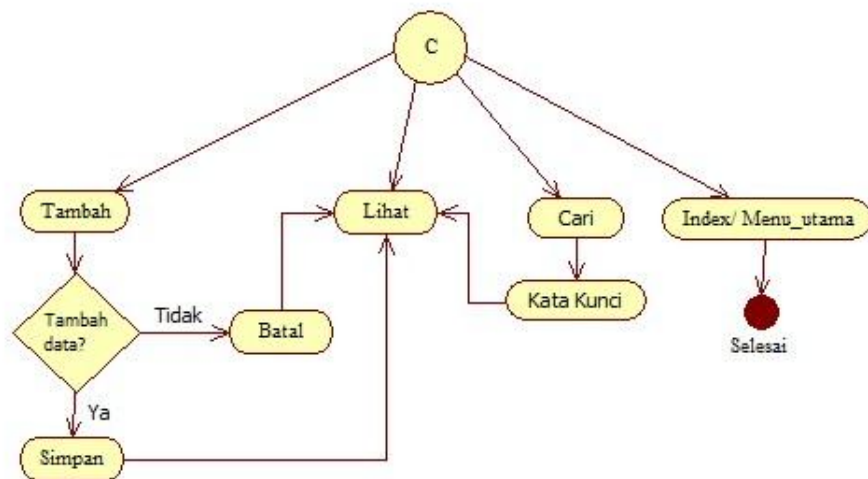 C
Tambah
Lihat
Cari
Index/ Menu_utama
Tambah
data?
Tidak
Batal
Kata Kunci
Selesai
Ya
Simpan